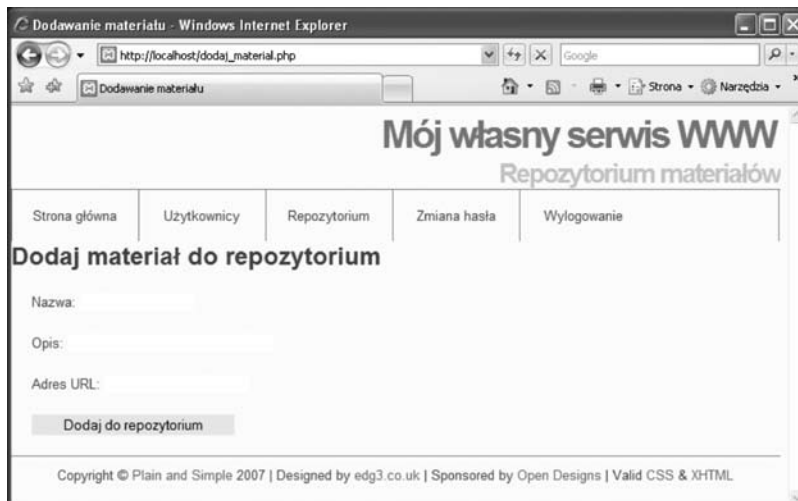 Dodawanie materiału - Windows Internet Explorer
http://localhost/dodaj_material.php
Google
Dodawanie materiału
Strona
Narzędzia
Mój własny serwis WWW
Repozytorium materiałów
Strona główna
Użytkownicy
Repozytorium
Zmiana hasła
Wylogowanie
Dodaj materiał do repozytorium
Nazwa:
Opis:
Adres URL:
Dodaj do repozytorium
Copyright © Plain and Simple 2007 | Designed by edg3.co.uk | Sponsored by Open Designs | Valid CSS & XHTML